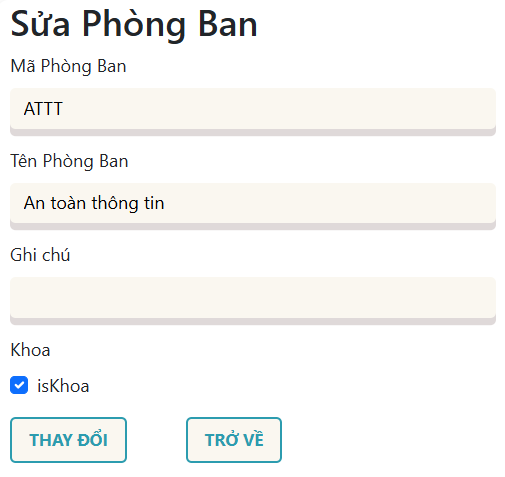 Sửa Phòng Ban
Mã Phòng Ban
ATTT
Tên Phòng Ban
An toàn thông tin
Ghi chú
Khoa
isKhoa
THAY ĐỔI
TRỞ VỀ